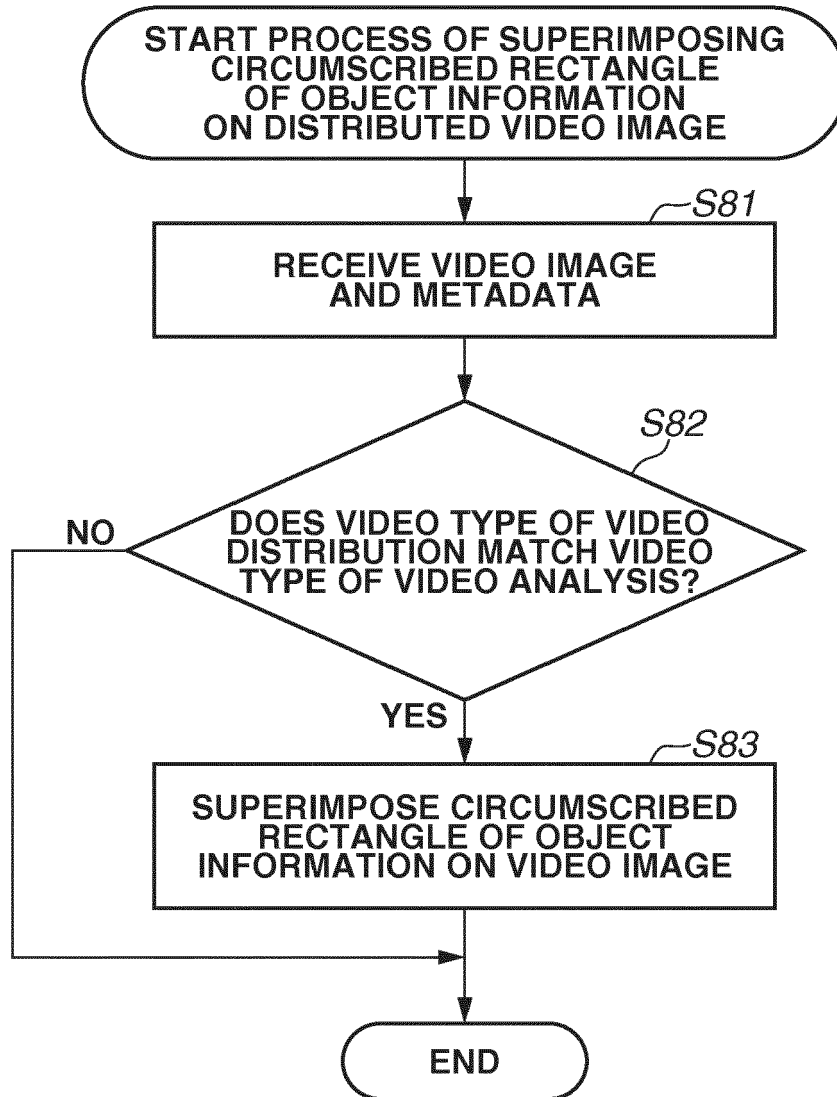 START PROCESS OF SUPERIMPOSING
CIRCUMSCRIBED RECTANGLE
OF OBJECT INFORMATION
ON DISTRIBUTED VIDEO IMAGE
S81
RECEIVE VIDEO IMAGE
AND METADATA
S82
NO
DOES VIDEO TYPE OF VIDEO
DISTRIBUTION MATCH VIDEO
TYPE OF VIDEO ANALYSIS?
YES
S83
SUPERIMPOSE CIRCUMSCRIBED
RECTANGLE OF OBJECT
INFORMATION ON VIDEO IMAGE
END